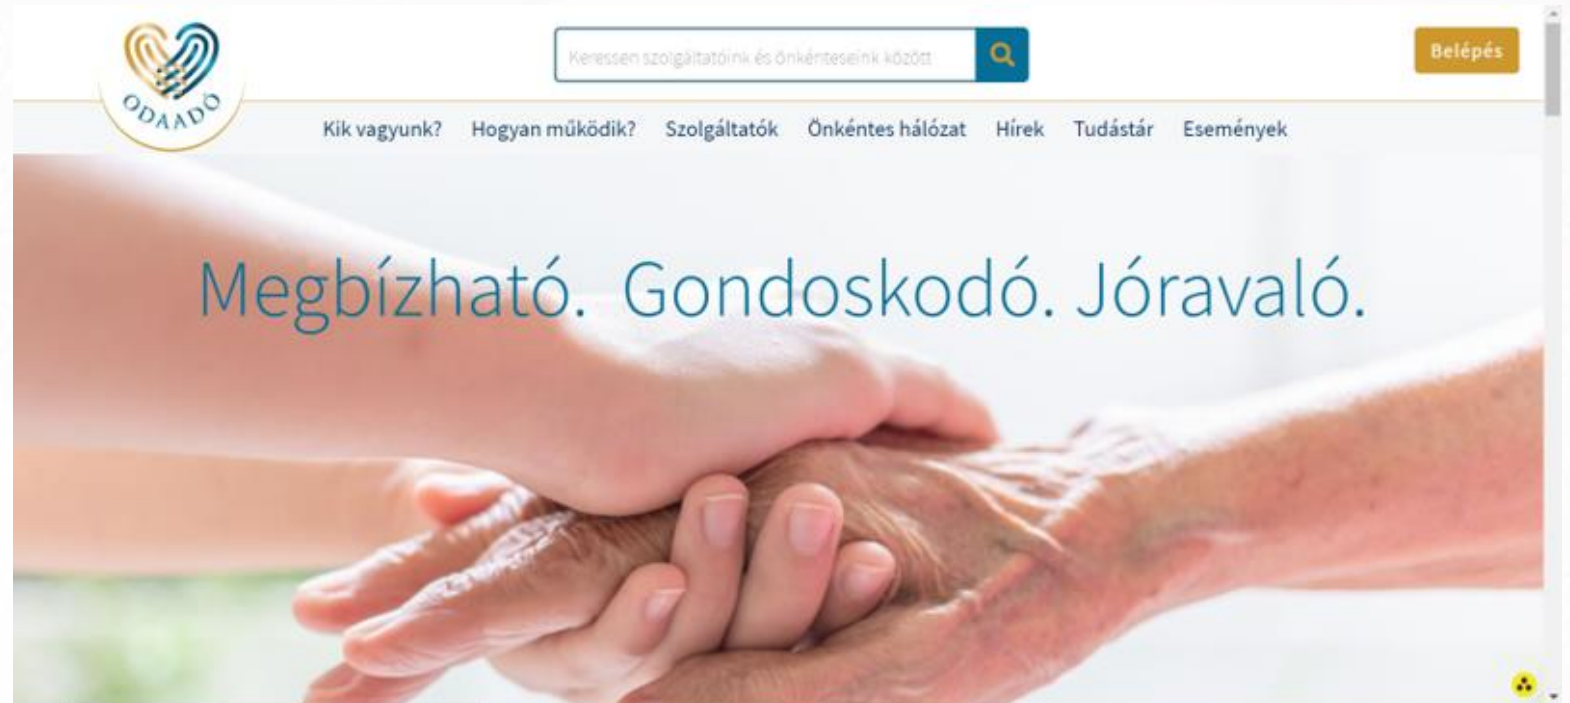 ODAADÓ
Keressen szolgáltatóink és önkénteseink között
Belépés
Kik vagyunk? Hogyan működik? Szolgáltatók Önkéntes hálózat Hírek Tudástár Események
Megbízható. Gondoskodó. Jóravaló.